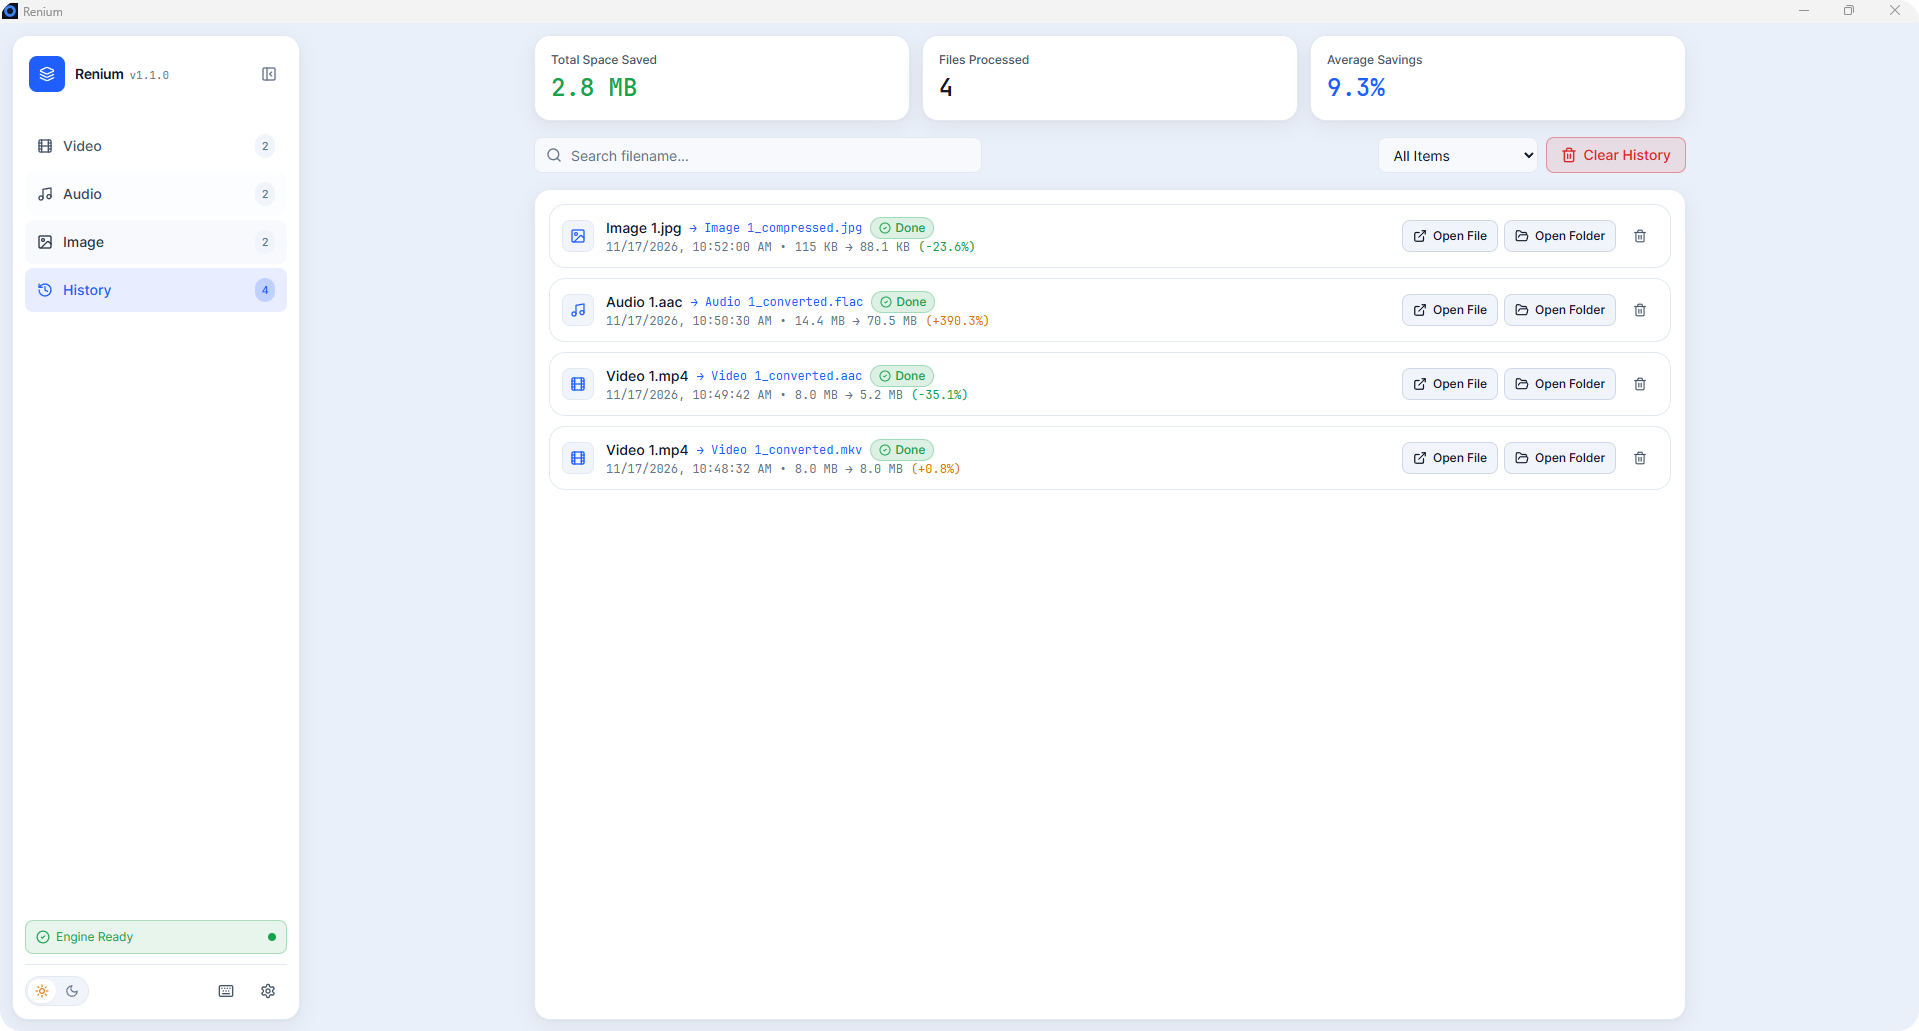 Renium
Renium v1.1.0
Video 2
Audio 2
Image 2
History 4
Engine Ready
Total Space Saved
2.8 MB
Files Processed
4
Average Savings
9.3%
Search filename...
All Items
Clear History
Image 1.jpg → Image 1_compressed.jpg Done
11/17/2026, 10:52:00 AM • 115 KB → 88.1 KB (-23.6%)
Open File Open Folder
Audio 1.aac → Audio 1_converted.flac Done
11/17/2026, 10:50:30 AM • 14.4 MB → 70.5 MB (+390.3%)
Open File Open Folder
Video 1.mp4 → Video 1_converted.aac Done
11/17/2026, 10:49:42 AM • 8.0 MB → 5.2 MB (-35.1%)
Open File Open Folder
Video 1.mp4 → Video 1_converted.mkv Done
11/17/2026, 10:48:32 AM • 8.0 MB → 8.0 MB (+0.8%)
Open File Open Folder